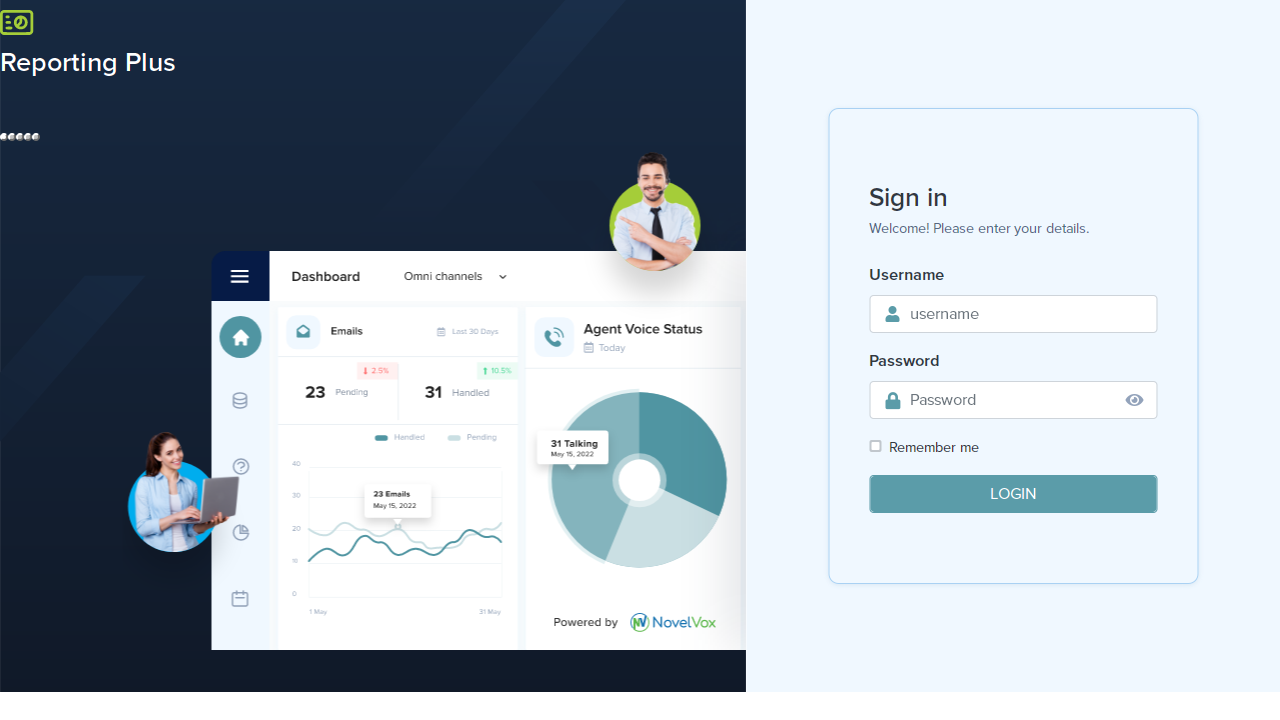 Reporting Plus
Dashboard
Omni channels
Emails
Last 30 Days
2.5%
10.5%
23 Pending
31 Handled
Handled
Pending
40
30
20
10
0
23 Emails
May 15, 2022
1 May
31 May
Agent Voice Status
Today
31 Talking
May 15, 2022
Powered by NovelVox
Sign in
Welcome! Please enter your details.
Username
username
Password
Password
Remember me
LOGIN